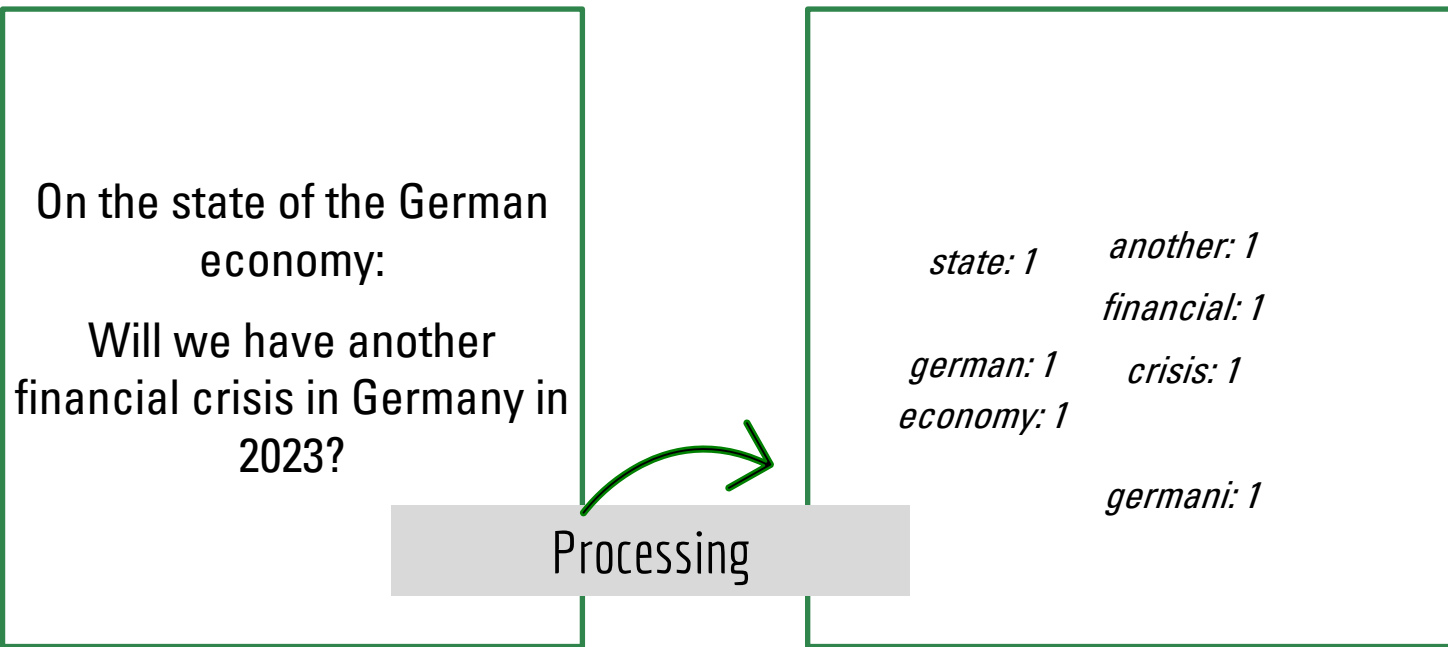 On the state of the German
economy:
Will we have another
financial crisis in Germany in
2023?
Processing
state: 1
german: 1
economy: 1
another: 1
financial: 1
crisis: 1
germani: 1